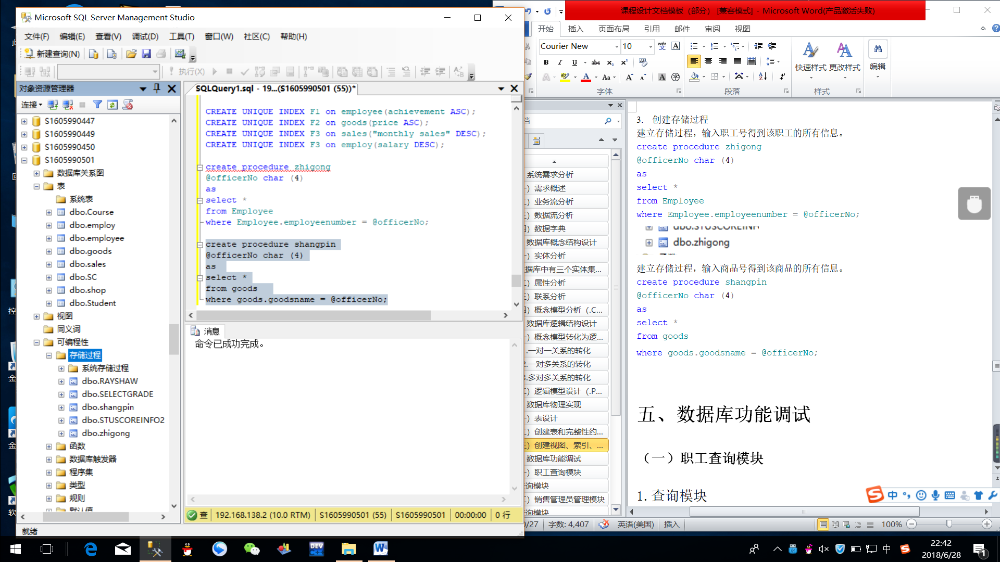 Microsoft SQL Server Management Studio
文件(F) 编辑(E) 查看(V) 调试(D) 工具(T) 窗口(W) 社区(C) 帮助(H)
新建查询(N)
执行(X)
对象资源管理器
连接
S1605990447
S1605990449
S1605990450
S1605990501
数据库关系图
表
系统表
dbo.Course
dbo.employ
dbo.employee
dbo.goods
dbo.sales
dbo.SC
dbo.shop
dbo.Student
视图
同义词
可编程性
存储过程
系统存储过程
dbo.RAYSHAW
dbo.SELECTGRADE
dbo.shangpin
dbo.STUSCOREINFO2
dbo.zhigong
函数
数据库触发器
程序集
类型
规则
默认值
就绪
SQLQuery1.sql - 19...(S1605990501 (55))*
CREATE UNIQUE INDEX F1 on employee(achievement ASC);
CREATE UNIQUE INDEX F2 on goods(price ASC);
CREATE UNIQUE INDEX F3 on sales("monthly sales" DESC);
CREATE UNIQUE INDEX F3 on employ(salary DESC);
create procedure zhigong
@officerNo char (4)
as
select *
from Employee
where Employee.employeenumber = @officerNo;
create procedure shangpin
@officerNo char (4)
as
select *
from goods
where goods.goodsname = @officerNo;
消息
命令已成功完成。
查 192.168.138.2 (10.0 RTM) S1605990501 (55) S1605990501 00:00:00 0 行
课程设计文档模板（部分） [兼容模式] - Microsoft Word(产品激活失败)
开始 插入 页面布局 引用 邮件 审阅 视图
Courier New 10
快速样式 更改样式 编辑
字体 段落 样式
档
系统需求分析
）需求概述
）业务流分析
）数据流分析
）数据字典
数据库概念结构设计
）实体分析
据库中有三个实体集...
）属性分析
）联系分析
）概念模型分析（.C...
数据库逻辑结构设计
）概念模型转化为逻...
.一对一关系的转化
2.一对多关系的转化
3.多对多关系的转化
）逻辑模型设计（.P...
数据库物理实现
）表设计
）创建表和完整性约...
）创建视图、索引、...
数据库功能调试
）职工查询模块
询模块
）销售管理员管理模块
询模块
3. 创建存储过程
建立存储过程，输入职工号得到该职工的所有信息。
create procedure zhigong
@officerNo char (4)
as
select *
from Employee
where Employee.employeenumber = @officerNo;
dbo.STUSCOREINF
dbo.zhigong
建立存储过程，输入商品号得到该商品的所有信息。
create procedure shangpin
@officerNo char (4)
as
select *
from goods
where goods.goodsname = @officerNo;
五、数据库功能调试
（一）职工查询模块
1.查询模块
中
/27 字数: 4,407 英语(美国) 插入 100%
中
22:42
2018/6/28
1